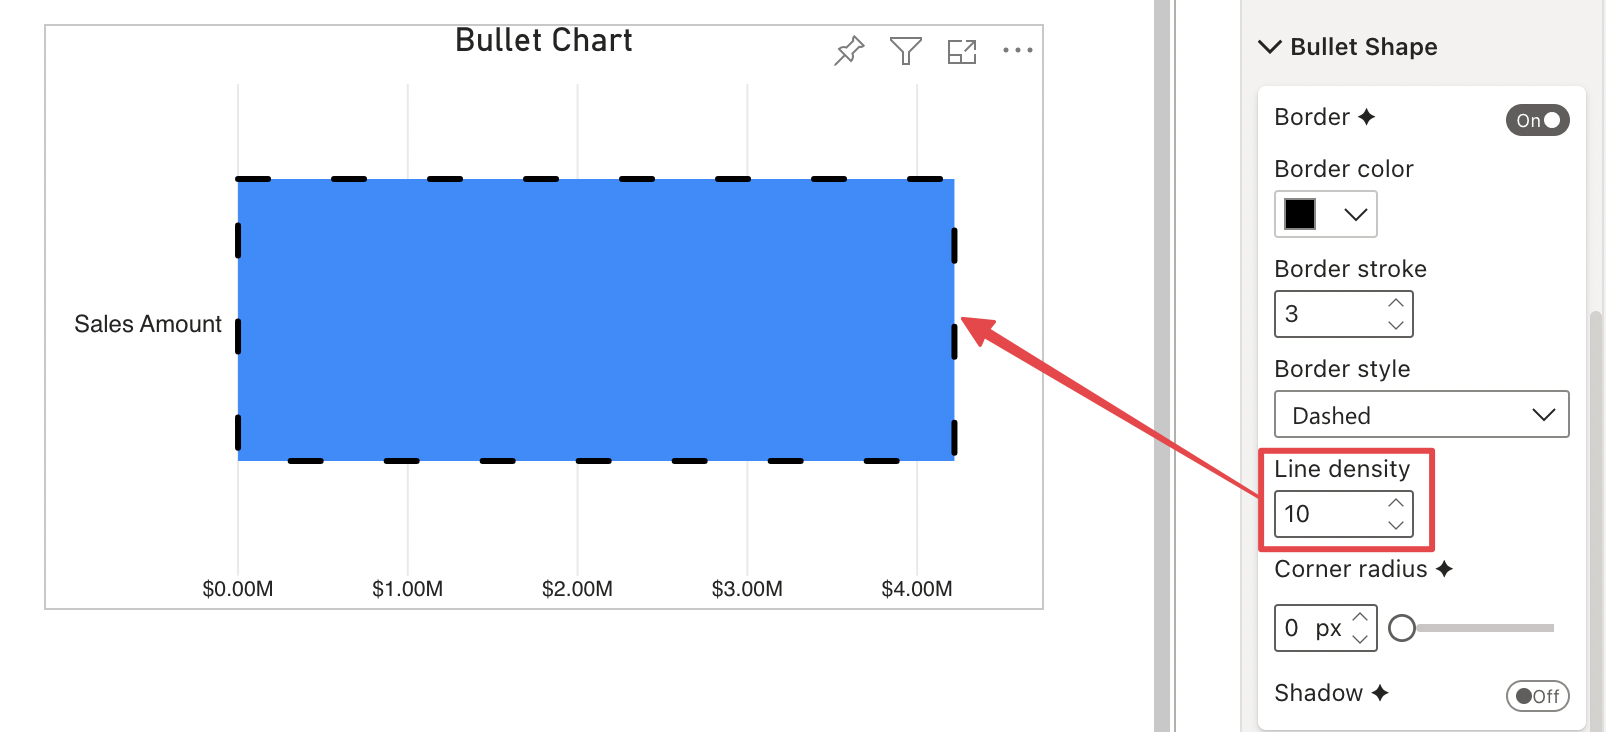 Bullet Chart
Sales Amount
$0.00M $1.00M $2.00M $3.00M $4.00M
Bullet Shape
Border
On
Border color
Border stroke
3
Border style
Dashed
Line density
10
Corner radius
0 px
Shadow
Off